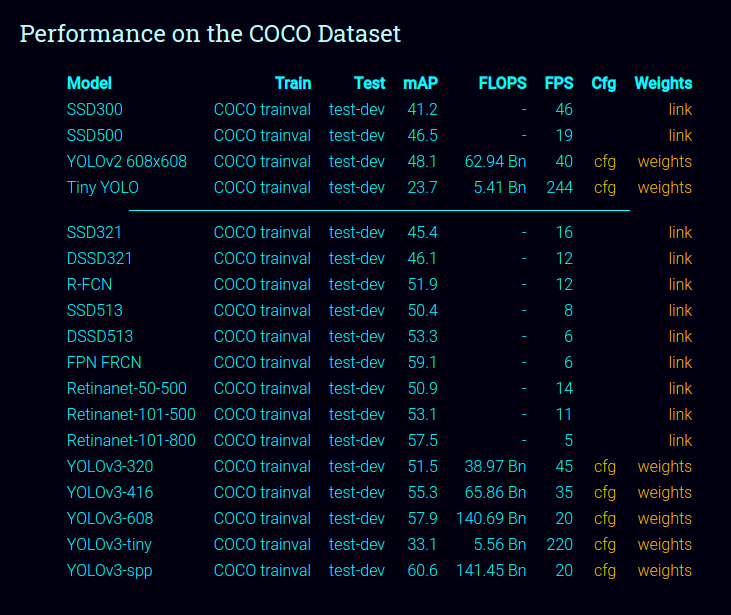 Performance on the COCO Dataset
Model Train Test mAP FLOPS FPS Cfg Weights
SSD300 COCO trainval test-dev 41.2 - 46 link
SSD500 COCO trainval test-dev 46.5 - 19 link
YOLOv2 608x608 COCO trainval test-dev 48.1 62.94 Bn 40 cfg weights
Tiny YOLO COCO trainval test-dev 23.7 5.41 Bn 244 cfg weights
SSD321 COCO trainval test-dev 45.4 - 16 link
DSSD321 COCO trainval test-dev 46.1 - 12 link
R-FCN COCO trainval test-dev 51.9 - 12 link
SSD513 COCO trainval test-dev 50.4 - 8 link
DSSD513 COCO trainval test-dev 53.3 - 6 link
FPN FRCN COCO trainval test-dev 59.1 - 6 link
Retinanet-50-500 COCO trainval test-dev 50.9 - 14 link
Retinanet-101-500 COCO trainval test-dev 53.1 - 11 link
Retinanet-101-800 COCO trainval test-dev 57.5 - 5 link
YOLOv3-320 COCO trainval test-dev 51.5 38.97 Bn 45 cfg weights
YOLOv3-416 COCO trainval test-dev 55.3 65.86 Bn 35 cfg weights
YOLOv3-608 COCO trainval test-dev 57.9 140.69 Bn 20 cfg weights
YOLOv3-tiny COCO trainval test-dev 33.1 5.56 Bn 220 cfg weights
YOLOv3-spp COCO trainval test-dev 60.6 141.45 Bn 20 cfg weights